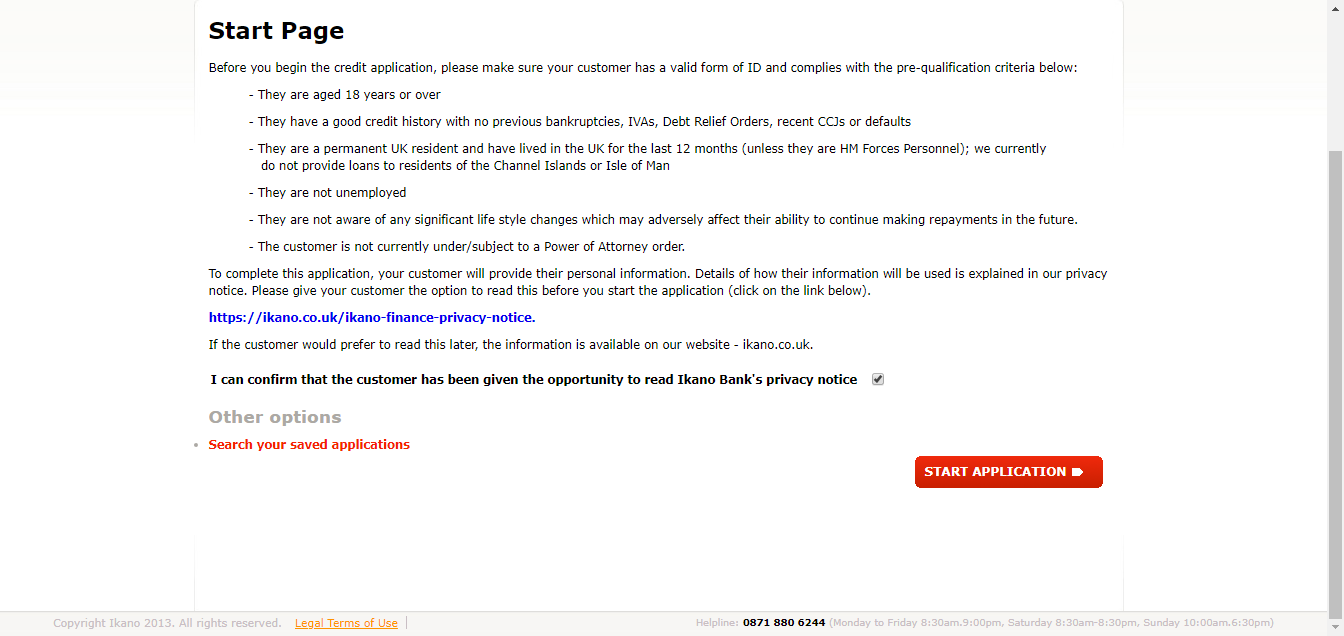 Start Page
Before you begin the credit application, please make sure your customer has a valid form of ID and complies with the pre-qualification criteria below:
- They are aged 18 years or over
- They have a good credit history with no previous bankruptcies, IVAs, Debt Relief Orders, recent CCJs or defaults
- They are a permanent UK resident and have lived in the UK for the last 12 months (unless they are HM Forces Personnel); we currently
do not provide loans to residents of the Channel Islands or Isle of Man
- They are not unemployed
- They are not aware of any significant life style changes which may adversely affect their ability to continue making repayments in the future.
- The customer is not currently under/subject to a Power of Attorney order.
To complete this application, your customer will provide their personal information. Details of how their information will be used is explained in our privacy
notice. Please give your customer the option to read this before you start the application (click on the link below).
https://ikano.co.uk/ikano-finance-privacy-notice.
If the customer would prefer to read this later, the information is available on our website - ikano.co.uk.
I can confirm that the customer has been given the opportunity to read Ikano Bank's privacy notice
Other options
• Search your saved applications
START APPLICATION
Copyright Ikano 2013. All rights reserved. Legal Terms of Use | Helpline: 0871 880 6244 (Monday to Friday 8:30am.9:00pm, Saturday 8:30am-8:30pm, Sunday 10:00am.6:30pm)